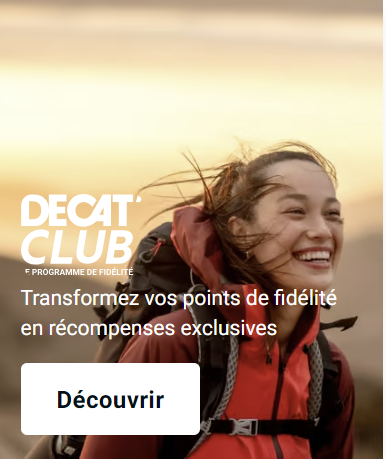 DECAT'
CLUB
LE PROGRAMME DE FIDÉLITÉ
Transformez vos points de fidélité
en récompenses exclusives
Découvrir